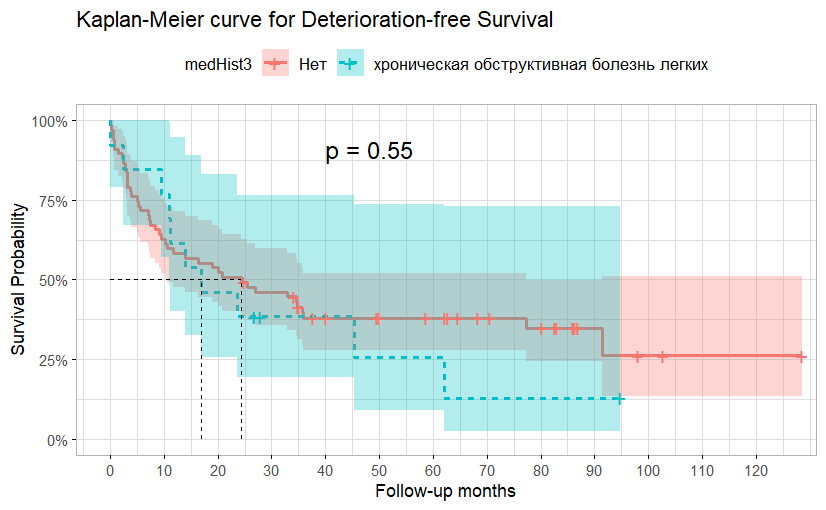 Kaplan-Meier curve for Deterioration-free Survival
medHist3 Нет хроническая обструктивная болезнь легких
100%
p = 0.55
75%
50%
25%
0%
Survival Probability
0 10 20 30 40 50 60 70 80 90 100 110 120
Follow-up months